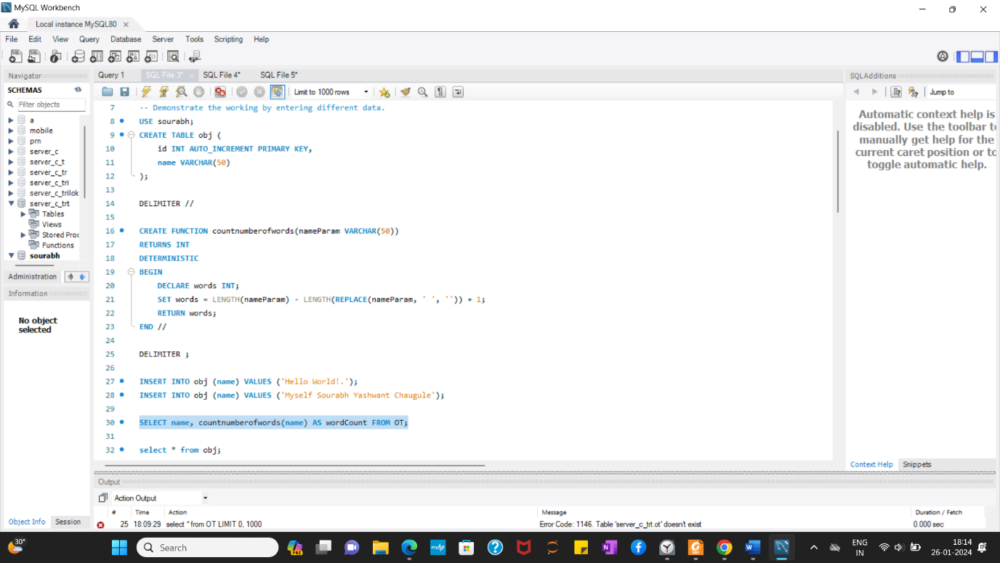 MySQL Workbench
Local instance MySQL80
File Edit View Query Database Server Tools Scripting Help
Navigator
SCHEMAS
Filter objects
a
mobile
prn
server_c
server_c_t
server_c_tr
server_c_tri
server_c_trilok
server_c_trt
Tables
Views
Stored Proc
Functions
sourabh
Administration
Information
No object
selected
Object Info Session
Query 1 SQL File 3* SQL File 4* SQL File 5*
Limit to 1000 rows
7 -- Demonstrate the working by entering different data.
8 USE sourabh;
9 CREATE TABLE obj (
10 id INT AUTO_INCREMENT PRIMARY KEY,
11 name VARCHAR(50)
12 );
13
14 DELIMITER //
15
16 CREATE FUNCTION countnumberofwords(nameParam VARCHAR(50))
17 RETURNS INT
18 DETERMINISTIC
19 BEGIN
20 DECLARE words INT;
21 SET words = LENGTH(nameParam) - LENGTH(REPLACE(nameParam, ' ', '')) + 1;
22 RETURN words;
23 END //
24
25 DELIMITER ;
26
27 INSERT INTO obj (name) VALUES ('Hello World!.');
28 INSERT INTO obj (name) VALUES ('Myself Sourabh Yashwant Chaugule');
29
30 SELECT name, countnumberofwords(name) AS wordCount FROM OT;
31
32 select * from obj;
SQLAdditions
Jump to
Automatic context help is
disabled. Use the toolbar to
manually get help for the
current caret position or to
toggle automatic help.
Context Help Snippets
Output
Action Output
# Time Action Message Duration / Fetch
25 18:09:29 select * from OT LIMIT 0, 1000 Error Code: 1146. Table 'server_c_trt.ot' doesn't exist 0.000 sec
30°
Search
PRE
myhp
ENG
IN
18:14
26-01-2024